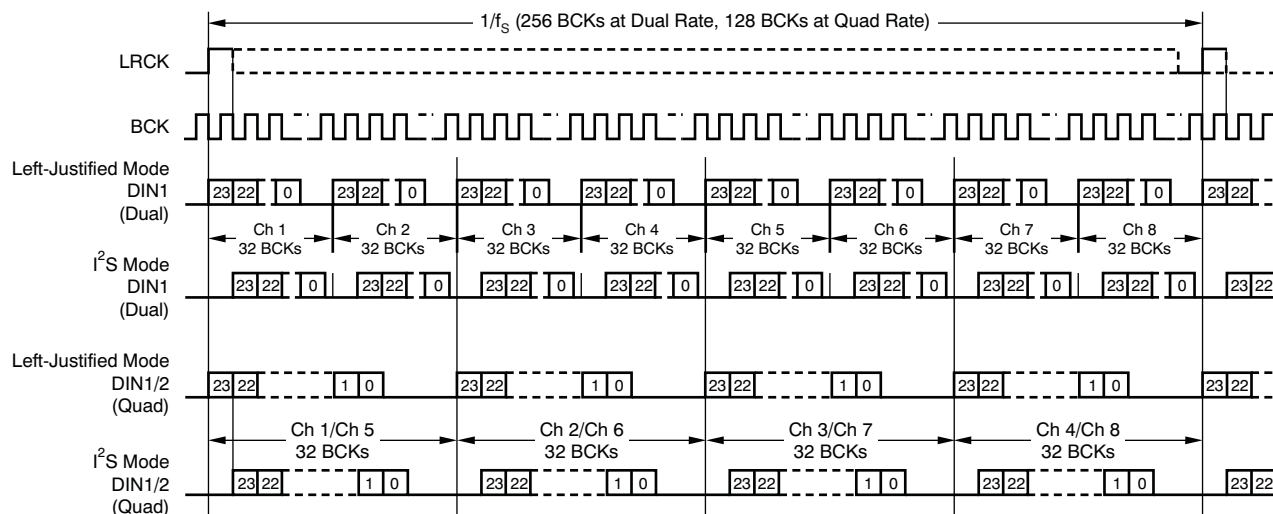 1/fS (256 BCKs at Dual Rate, 128 BCKs at Quad Rate)
LRCK
BCK
Left-Justified Mode
DIN1
(Dual)
23 22 0 23 22 0 23 22 0 23 22 0 23 22 0 23 22 0 23 22 0 23 22 0 23 22
Ch 1 Ch 2 Ch 3 Ch 4 Ch 5 Ch 6 Ch 7 Ch 8
32 BCKs 32 BCKs 32 BCKs 32 BCKs 32 BCKs 32 BCKs 32 BCKs 32 BCKs
I2S Mode
DIN1
(Dual)
23 22 0 23 22 0 23 22 0 23 22 0 23 22 0 23 22 0 23 22 0 23 22 0 23 22
Left-Justified Mode
DIN1/2
(Quad)
23 22 1 0 23 22 1 0 23 22 1 0 23 22 1 0 23 22
Ch 1/Ch 5 Ch 2/Ch 6 Ch 3/Ch 7 Ch 4/Ch 8
32 BCKs 32 BCKs 32 BCKs 32 BCKs
I2S Mode
DIN1/2
(Quad)
23 22 1 0 23 22 1 0 23 22 1 0 23 22 1 0 23 22